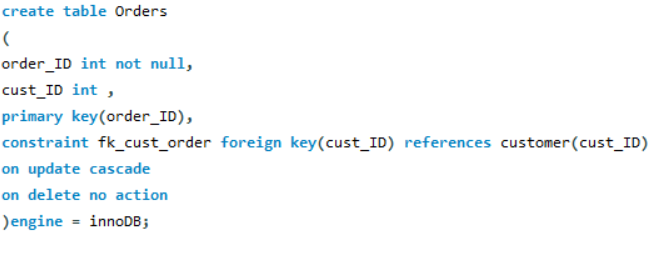 create table Orders
(
order_ID int not null,
cust_ID int ,
primary key(order_ID),
constraint fk_cust_order foreign key(cust_ID) references customer(cust_ID)
on update cascade
on delete no action
)engine = innoDB;